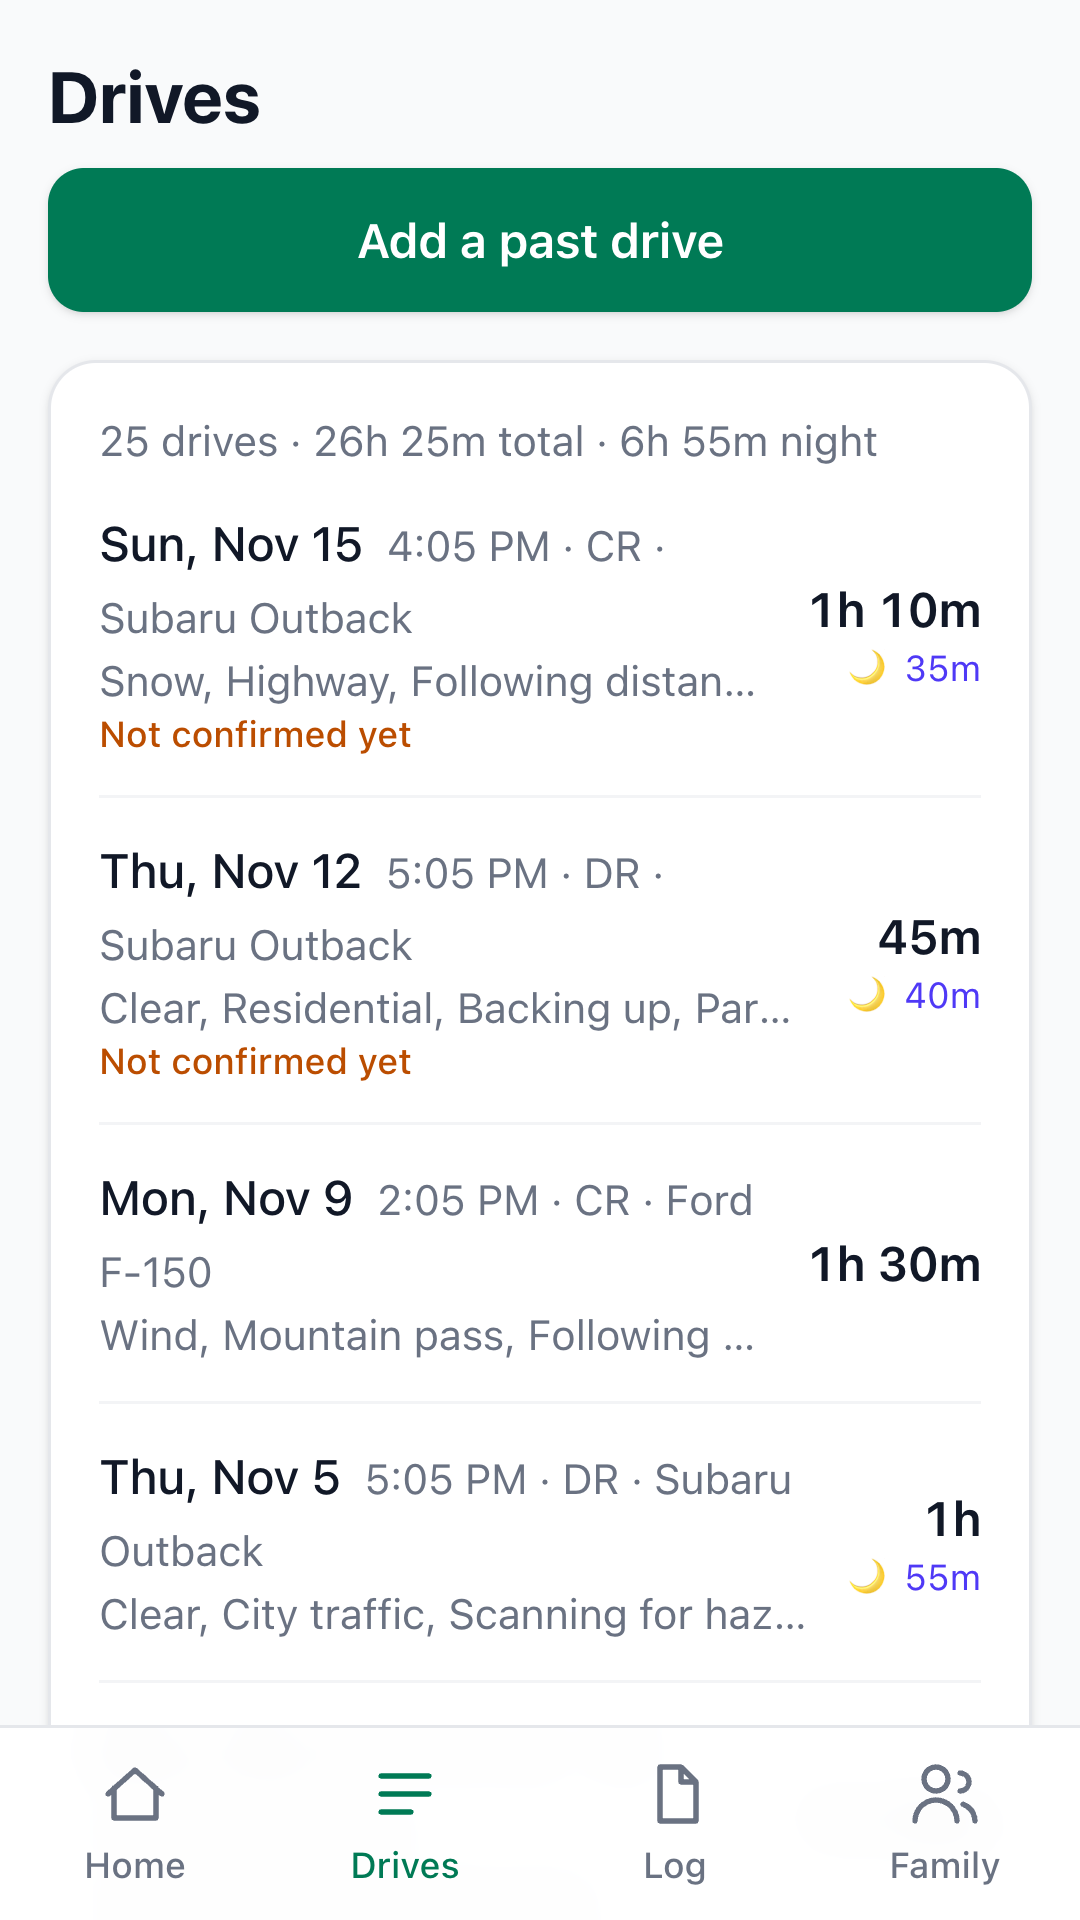 Drives
Add a past drive
25 drives · 26h 25m total · 6h 55m night
Sun, Nov 15 4:05 PM · CR ·
Subaru Outback
1h 10m
Snow, Highway, Following distan...
🌙 35m
Not confirmed yet
Thu, Nov 12 5:05 PM · DR ·
Subaru Outback
45m
Clear, Residential, Backing up, Par...
🌙 40m
Not confirmed yet
Mon, Nov 9 2:05 PM · CR · Ford
F-150
1h 30m
Wind, Mountain pass, Following ...
Thu, Nov 5 5:05 PM · DR · Subaru
Outback
1h
Clear, City traffic, Scanning for haz...
🌙 55m
Home
Drives
Log
Family